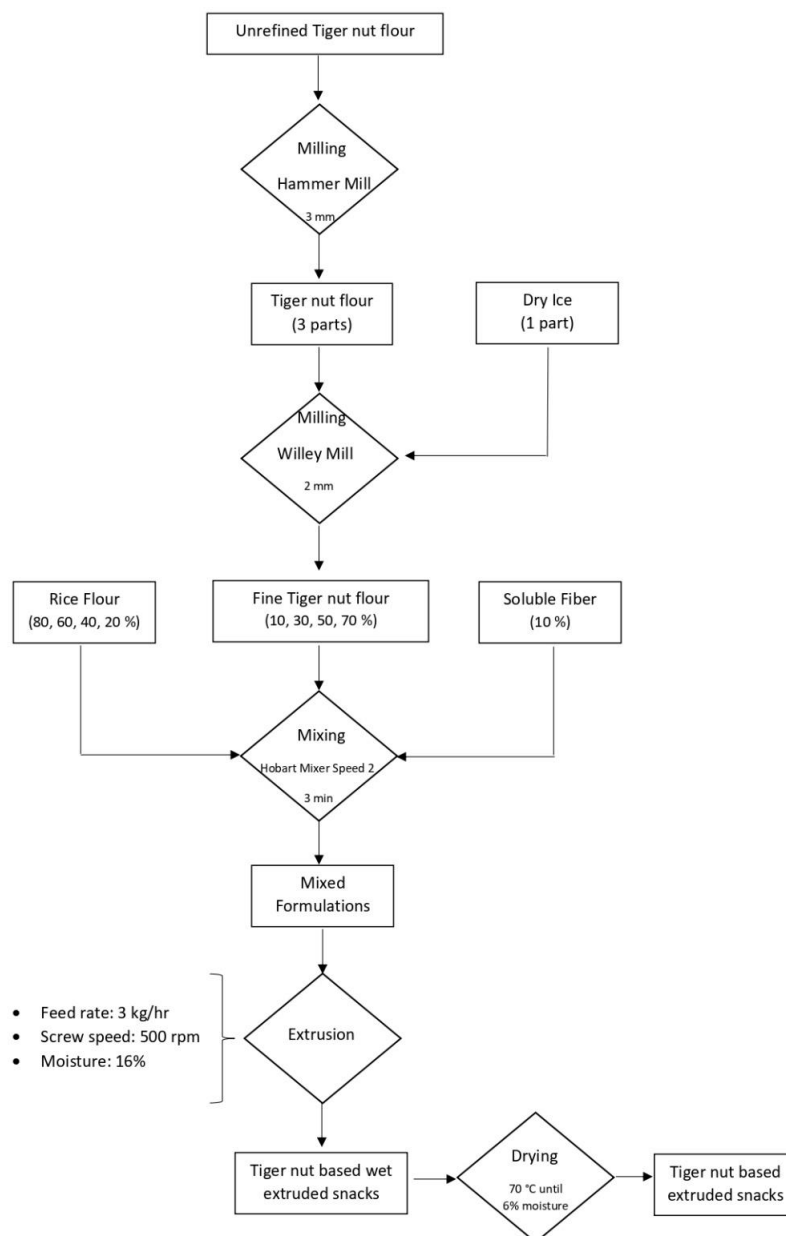 Unrefined Tiger nut flour
Milling
Hammer Mill
3 mm
Tiger nut flour
(3 parts)
Dry Ice
(1 part)
Milling
Willey Mill
2 mm
Rice Flour
(80, 60, 40, 20 %)
Fine Tiger nut flour
(10, 30, 50, 70 %)
Soluble Fiber
(10 %)
Mixing
Hobart Mixer Speed 2
3 min
Mixed
Formulations
• Feed rate: 3 kg/hr
• Screw speed: 500 rpm
• Moisture: 16%
Extrusion
Tiger nut based wet
extruded snacks
Drying
70 °C until
6% moisture
Tiger nut based
extruded snacks